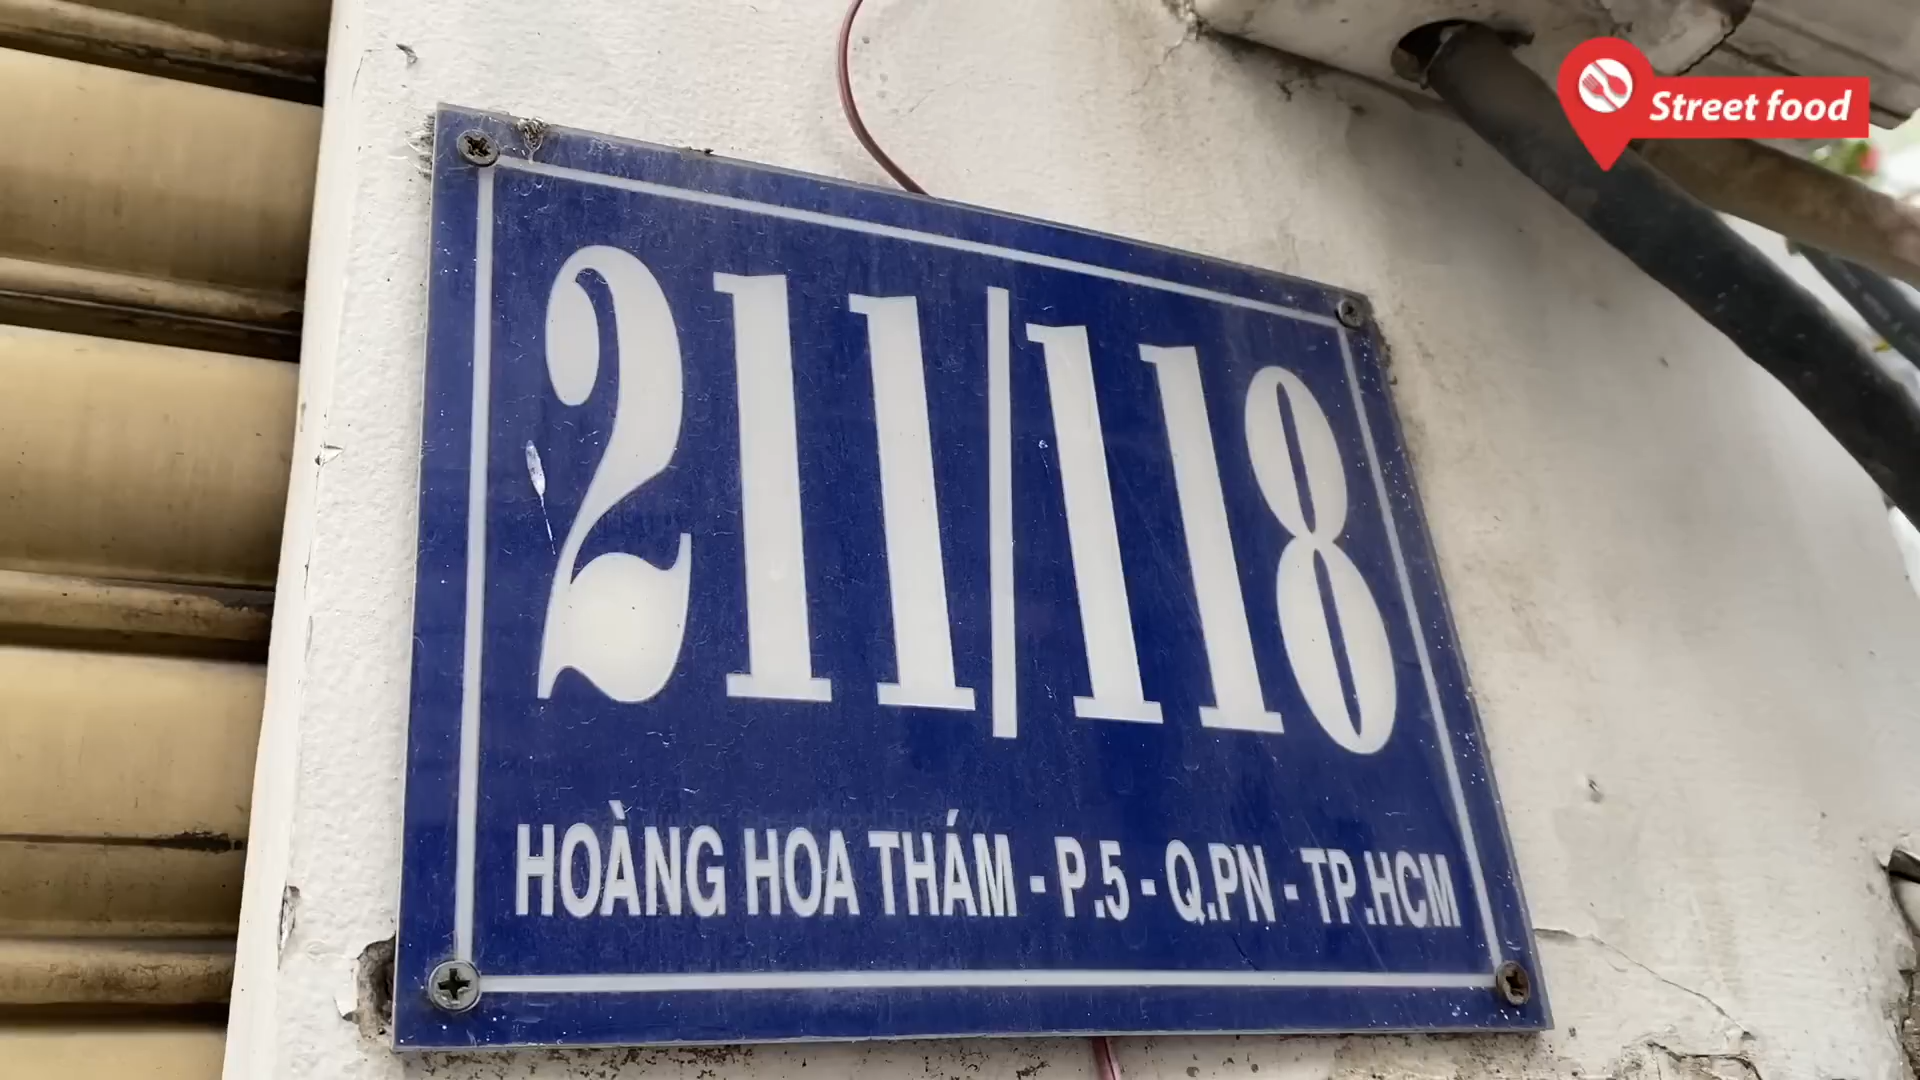 Street food
211/118
HOÀNG HOA THÁM - P.5 - Q.PN - TP.HCM